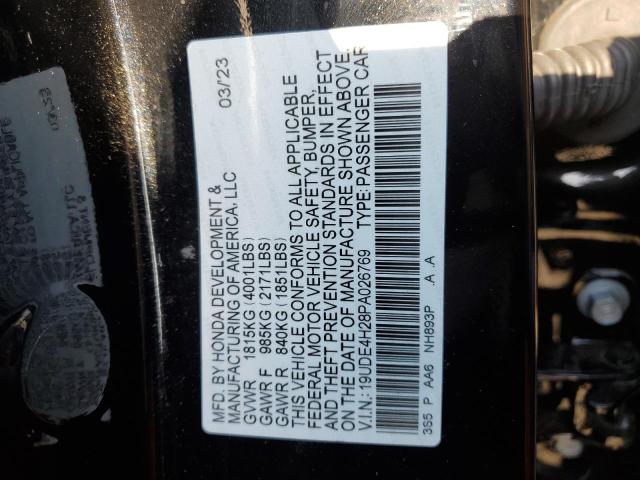 MFD. BY HONDA DEVELOPMENT & 03/23
MANUFACTURING OF AMERICA, LLC
GVWR 1815KG (4001LBS)
GAWR F 985KG (2171LBS)
GAWR R 840KG (1851LBS)
THIS VEHICLE CONFORMS TO ALL APPLICABLE
FEDERAL MOTOR VEHICLE SAFETY, BUMPER,
AND THEFT PREVENTION STANDARDS IN EFFECT
ON THE DATE OF MANUFACTURE SHOWN ABOVE.
V.I.N.: 19UDE4H28PA026769 TYPE: PASSENGER CAR
3S5 P AA6 NH893P .A .A